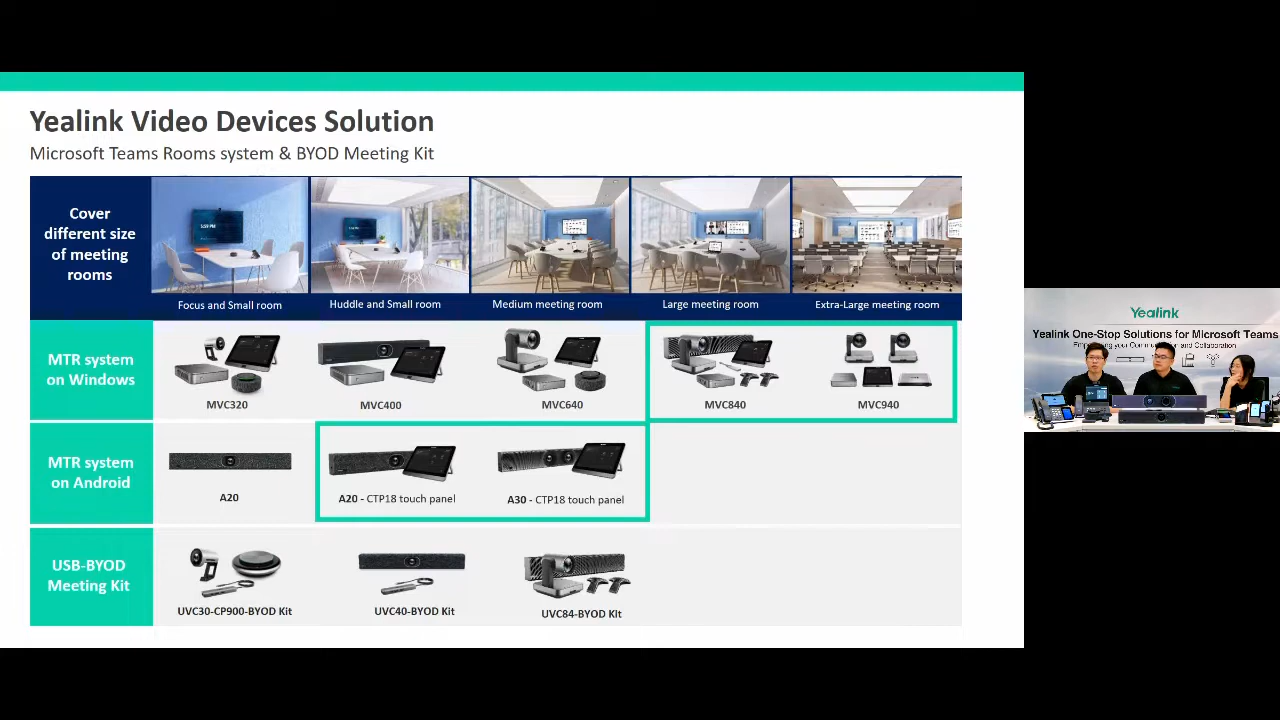 Yealink Video Devices Solution
Microsoft Teams Rooms system & BYOD Meeting Kit
Cover
different size
of meeting
rooms
Focus and Small room
Huddle and Small room
Medium meeting room
Large meeting room
Extra-Large meeting room
MTR system
on Windows
MVC320
MVC400
MVC640
MVC840
MVC940
MTR system
on Android
A20
A20 - CTP18 touch panel
A30 - CTP18 touch panel
USB-BYOD
Meeting Kit
UVC30-CP900-BYOD Kit
UVC40-BYOD Kit
UVC84-BYOD Kit
Yealink
Yealink One-Stop Solutions for Microsoft Teams
and Collaboration